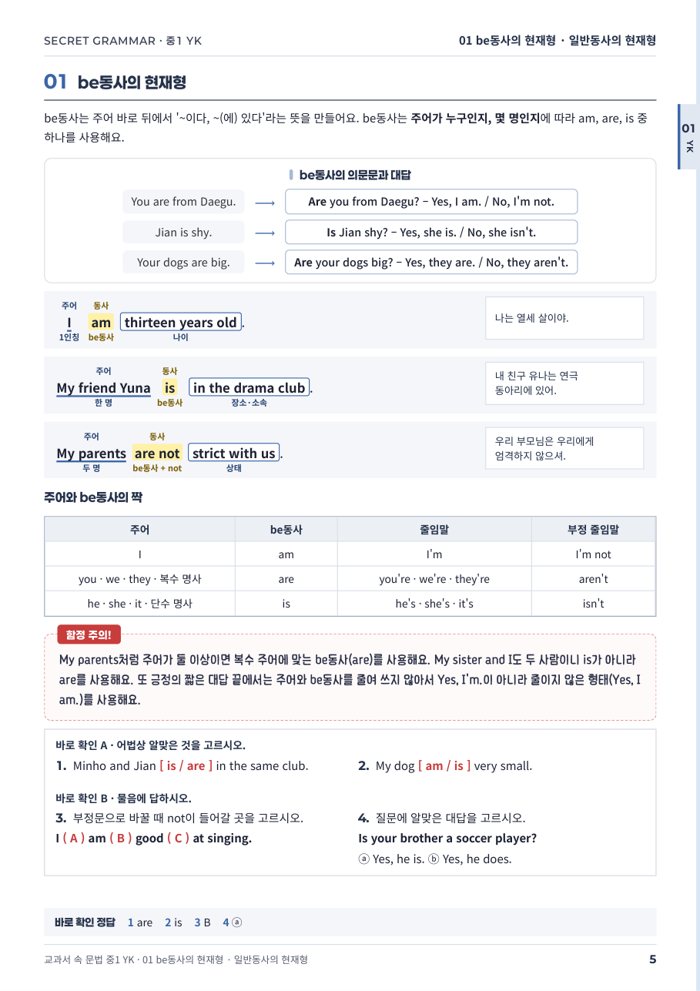 SECRET GRAMMAR · 중1 YK
01 be동사의 현재형 · 일반동사의 현재형
01 be동사의 현재형
01
YK
be동사는 주어 바로 뒤에서 '~이다, ~(에) 있다'라는 뜻을 만들어요. be동사는 주어가 누구인지, 몇 명인지에 따라 am, are, is 중
하나를 사용해요.
be동사의 의문문과 대답
You are from Daegu. → Are you from Daegu? – Yes, I am. / No, I'm not.
Jian is shy. → Is Jian shy? – Yes, she is. / No, she isn't.
Your dogs are big. → Are your dogs big? – Yes, they are. / No, they aren't.
주어 동사
I am thirteen years old.
1인칭 be동사 나이
나는 열세 살이야.
주어 동사
My friend Yuna is in the drama club.
한 명 be동사 장소·소속
내 친구 유나는 연극
동아리에 있어.
주어 동사
My parents are not strict with us.
두 명 be동사 + not 상태
우리 부모님은 우리에게
엄격하지 않으셔.
주어와 be동사의 짝
주어 be동사 줄임말 부정 줄임말
I am I'm I'm not
you · we · they · 복수 명사 are you're · we're · they're aren't
he · she · it · 단수 명사 is he's · she's · it's isn't
함정 주의!
My parents처럼 주어가 둘 이상이면 복수 주어에 맞는 be동사(are)를 사용해요. My sister and I도 두 사람이니 is가 아니라
are를 사용해요. 또 긍정의 짧은 대답 끝에서는 주어와 be동사를 줄여 쓰지 않아서 Yes, I'm.이 아니라 줄이지 않은 형태(Yes, I
am.)를 사용해요.
바로 확인 A · 어법상 알맞은 것을 고르시오.
1. Minho and Jian [ is / are ] in the same club.
2. My dog [ am / is ] very small.
바로 확인 B · 물음에 답하시오.
3. 부정문으로 바꿀 때 not이 들어갈 곳을 고르시오.
I ( A ) am ( B ) good ( C ) at singing.
4. 질문에 알맞은 대답을 고르시오.
Is your brother a soccer player?
ⓐ Yes, he is. ⓑ Yes, he does.
바로 확인 정답 1 are 2 is 3 B 4 ⓐ
교과서 속 문법 중1 YK · 01 be동사의 현재형 · 일반동사의 현재형
5